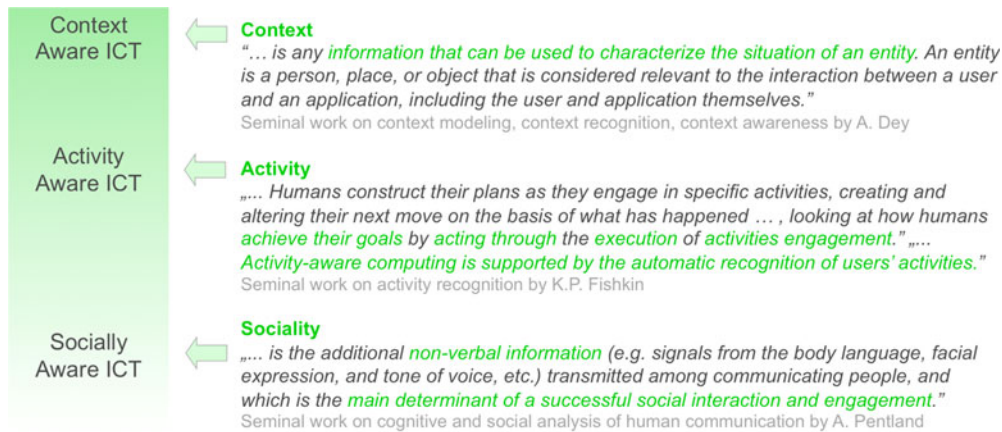 Context
Aware ICT
Context
“… is any information that can be used to characterize the situation of an entity. An entity
is a person, place, or object that is considered relevant to the interaction between a user
and an application, including the user and application themselves.”
Seminal work on context modeling, context recognition, context awareness by A. Dey
Activity
Aware ICT
Activity
„... Humans construct their plans as they engage in specific activities, creating and
altering their next move on the basis of what has happened … , looking at how humans
achieve their goals by acting through the execution of activities engagement.” „...
Activity-aware computing is supported by the automatic recognition of users’ activities.”
Seminal work on activity recognition by K.P. Fishkin
Socially
Aware ICT
Sociality
„... is the additional non-verbal information (e.g. signals from the body language, facial
expression, and tone of voice, etc.) transmitted among communicating people, and
which is the main determinant of a successful social interaction and engagement.”
Seminal work on cognitive and social analysis of human communication by A. Pentland